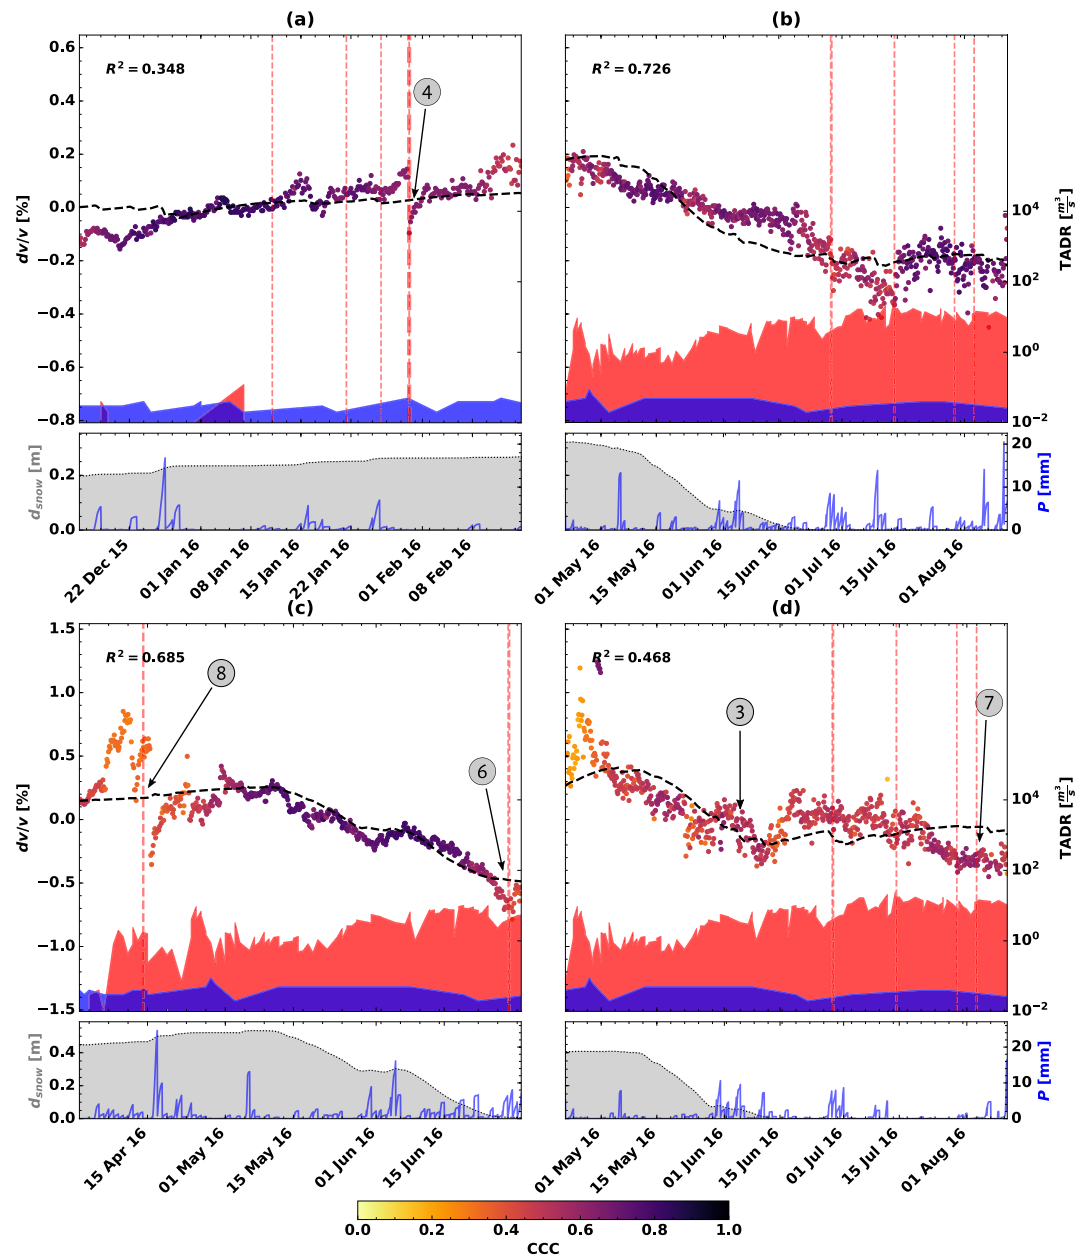 (a)
(b)
R² = 0.348
R² = 0.726
4
dv/v [%]
0.6
0.4
0.2
0.0
−0.2
−0.4
−0.6
−0.8
10⁴
10²
10⁰
10⁻²
TADR [m³/s]
d_snow [m]
0.2
0.0
20
10
0
P [mm]
22 Dec 15
01 Jan 16
08 Jan 16
15 Jan 16
22 Jan 16
01 Feb 16
08 Feb 16
01 May 16
15 May 16
01 Jun 16
15 Jun 16
01 Jul 16
15 Jul 16
01 Aug 16
(c)
(d)
R² = 0.685
R² = 0.468
8
6
3
7
dv/v [%]
1.5
1.0
0.5
0.0
−0.5
−1.0
−1.5
10⁴
10²
10⁰
10⁻²
TADR [m³/s]
d_snow [m]
0.4
0.2
0.0
20
10
0
P [mm]
15 Apr 16
01 May 16
15 May 16
01 Jun 16
15 Jun 16
01 May 16
15 May 16
01 Jun 16
15 Jun 16
01 Jul 16
15 Jul 16
01 Aug 16
0.0
0.2
0.4
0.6
0.8
1.0
CCC